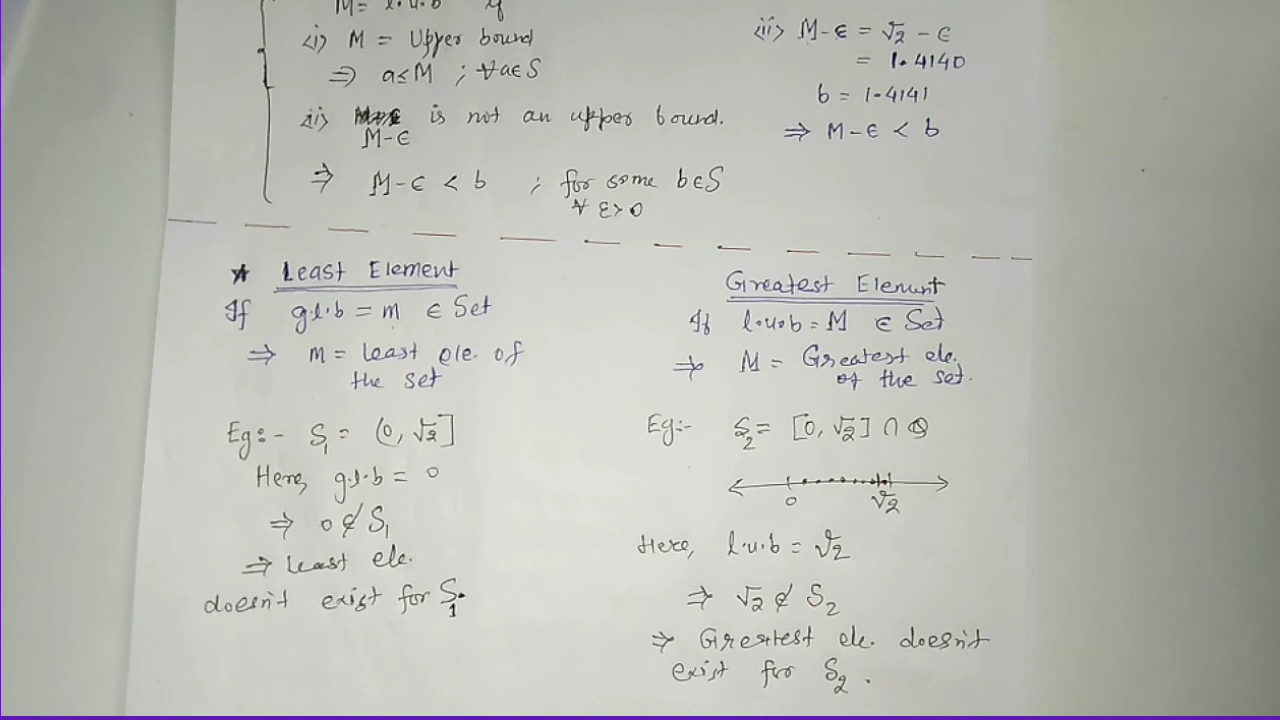 M = l.u.b if
(i) M = Upper bound
⇒ a ≤ M ; ∀ a ∈ S
(ii) is not an upper bound.
M-ϵ
⇒ M-ϵ < b ; for some b ∈ S
∀ ε > 0
(ii) M-ϵ = √2 - ϵ
= 1.4140
b = 1.4141
⇒ M-ϵ < b
* Least Element
If g.l.b = m ∈ Set
⇒ m = Least ele. of
the set
Eg:- S₁ = (0, √2]
Here, g.l.b = 0
⇒ 0 ∉ S₁
⇒ Least ele.
doesn't exist for S₁.
Greatest Element
If l.u.b = M ∈ Set
⇒ M = Greatest ele.
of the set.
Eg:- S₂ = [0, √2] ∩ Q
0 √2
Here, l.u.b = √2
⇒ √2 ∉ S₂
⇒ Greatest ele. doesn't
exist for S₂.